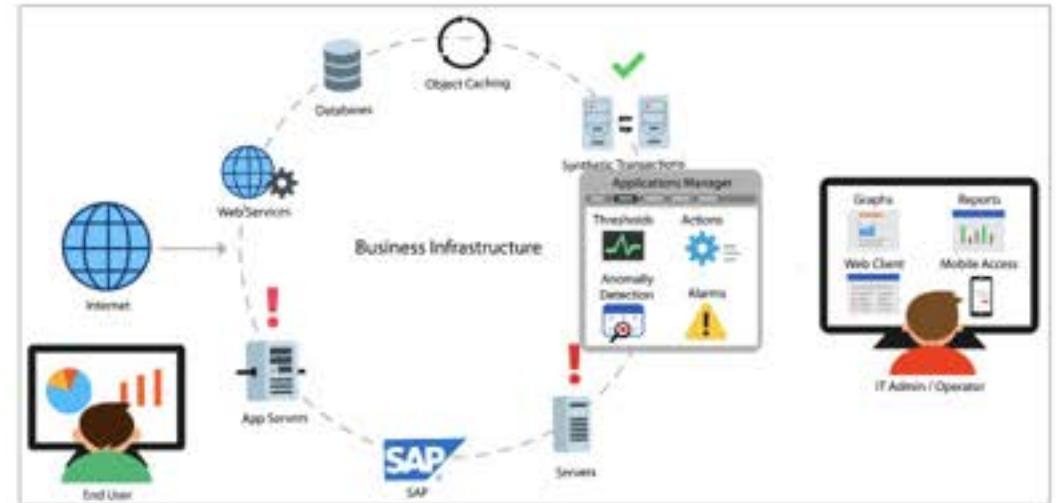 Object Caching
Databases
Synthetic Transactions
Web Services
Applications Manager
Thresholds
Actions
Graphs
Reports
Business Infrastructure
Web Client
Mobile Access
Anomally
Detection
Alarms
Internet
IT Admin / Operator
App Servers
SAP
Servers
SAP
End User